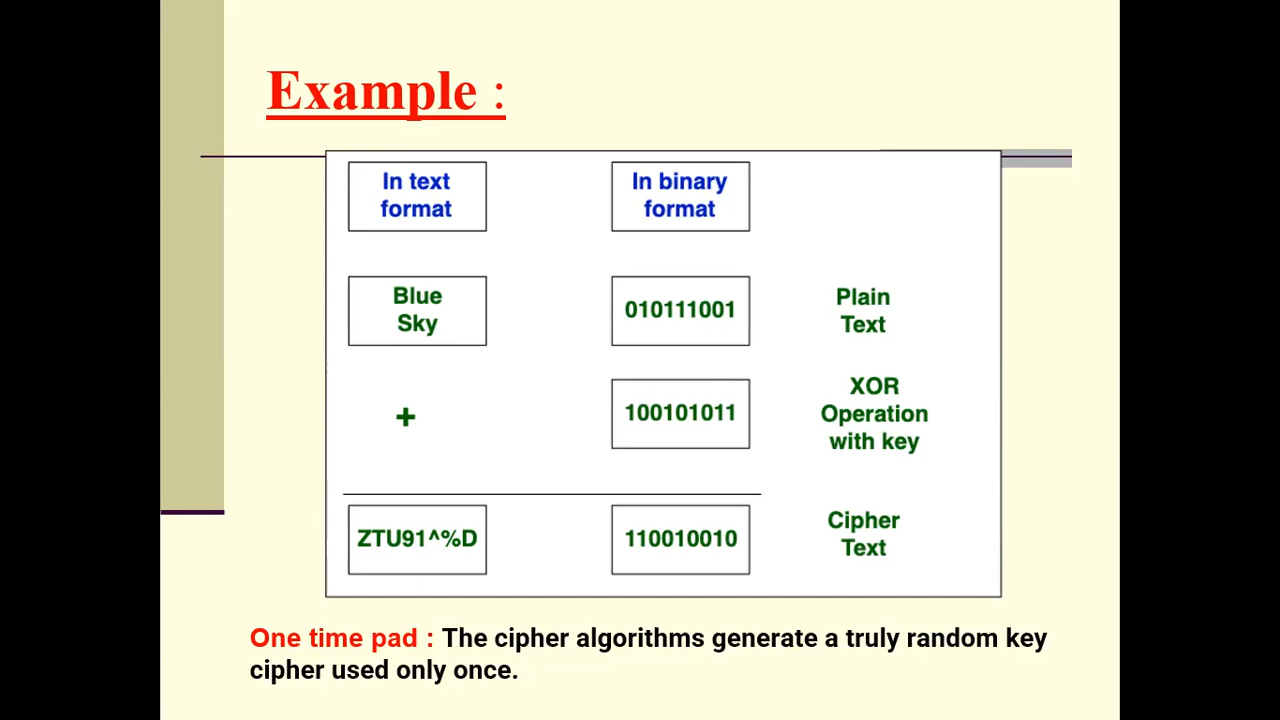 Example :
In text
format
In binary
format
Blue
Sky
010111001
Plain
Text
+
100101011
XOR
Operation
with key
ZTU91^%D
110010010
Cipher
Text
One time pad : The cipher algorithms generate a truly random key
cipher used only once.